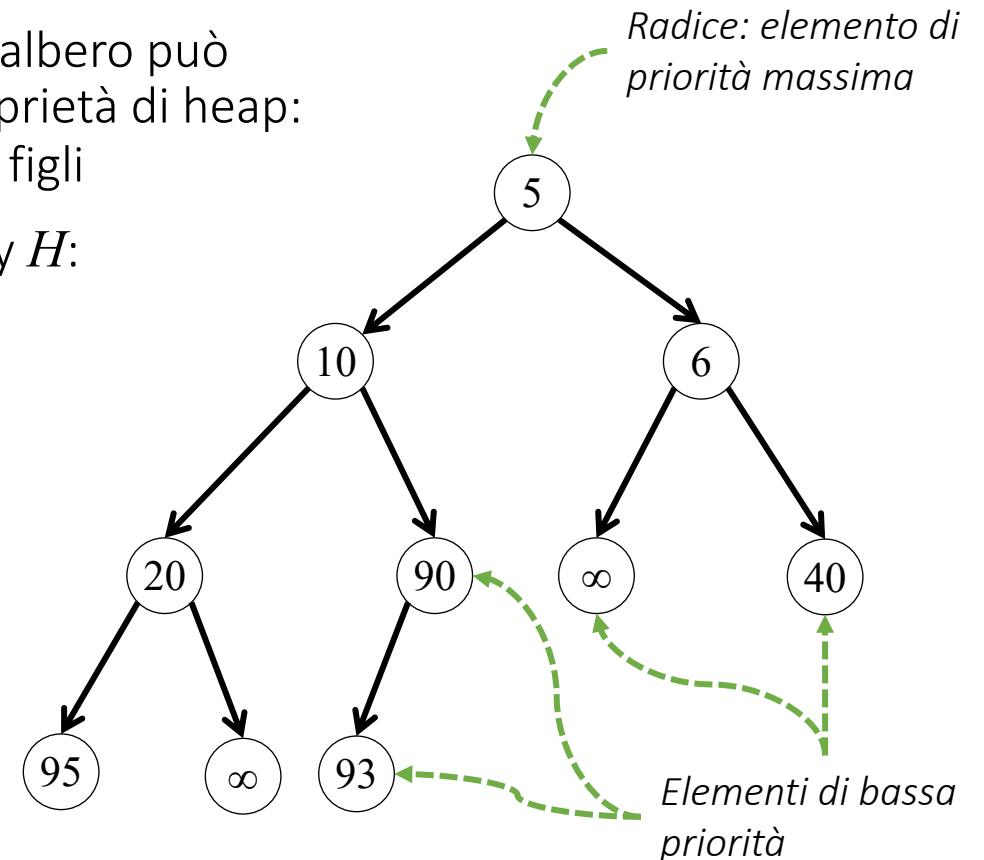 albero può
prietà di heap:
figli
y H:
Radice: elemento di
priorità massima
5
10
6
20
90
∞
40
95
∞
93
Elementi di bassa
priorità